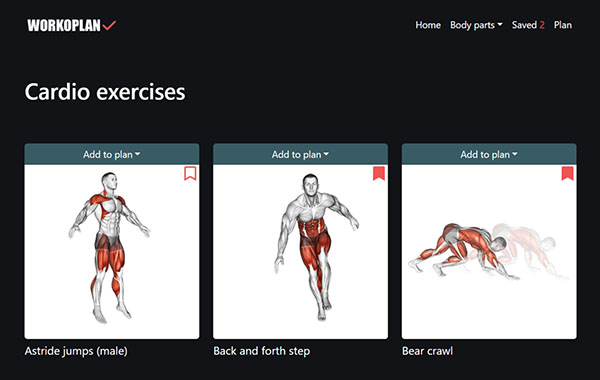 WORKOPLAN
Home Body parts Saved 2 Plan
Cardio exercises
Add to plan Add to plan Add to plan
Astride jumps (male) Back and forth step Bear crawl